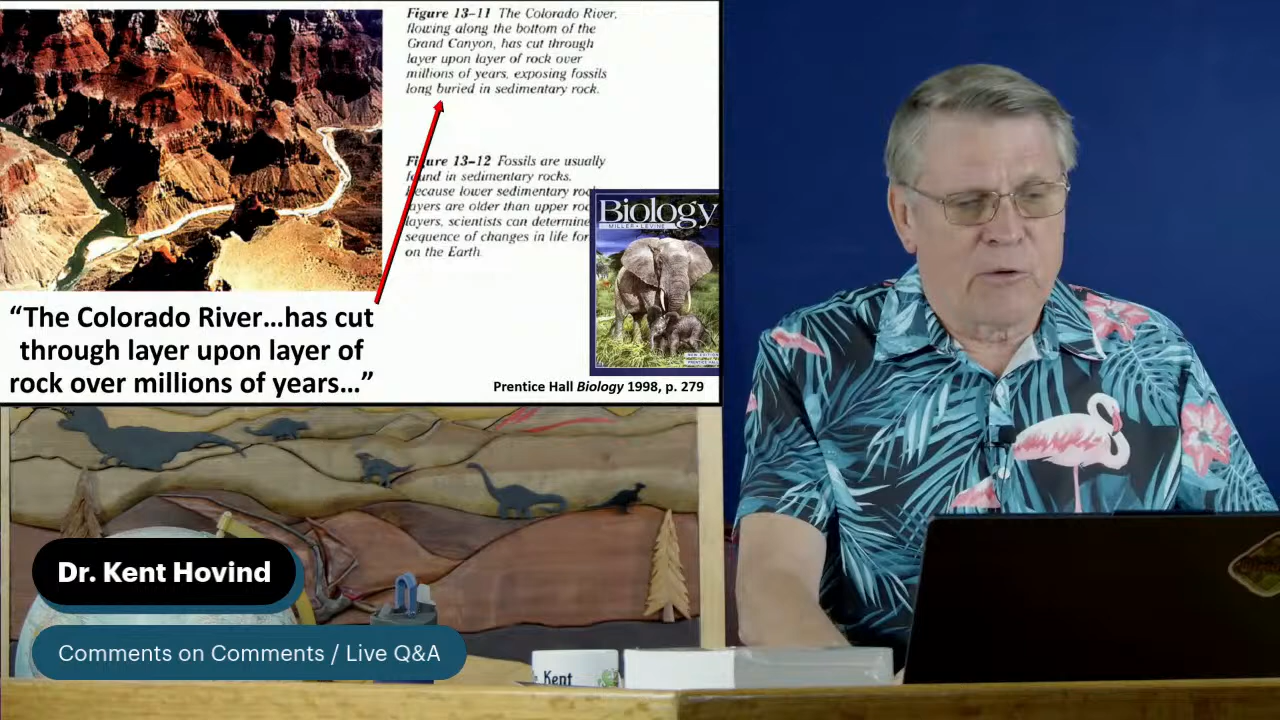 Figure 13–11 The Colorado River,
flowing along the bottom of the
Grand Canyon, has cut through
layer upon layer of rock over
millions of years, exposing fossils
long buried in sedimentary rock.
Figure 13–12 Fossils are usually
found in sedimentary rocks.
Because lower sedimentary
layers are older than upper
layers, scientists can determine
sequence of changes in life
on the Earth.
Biology
MILLER • LEVINE
“The Colorado River...has cut
through layer upon layer of
rock over millions of years...”
Prentice Hall Biology 1998, p. 279
Dr. Kent Hovind
Comments on Comments / Live Q&A
Kent